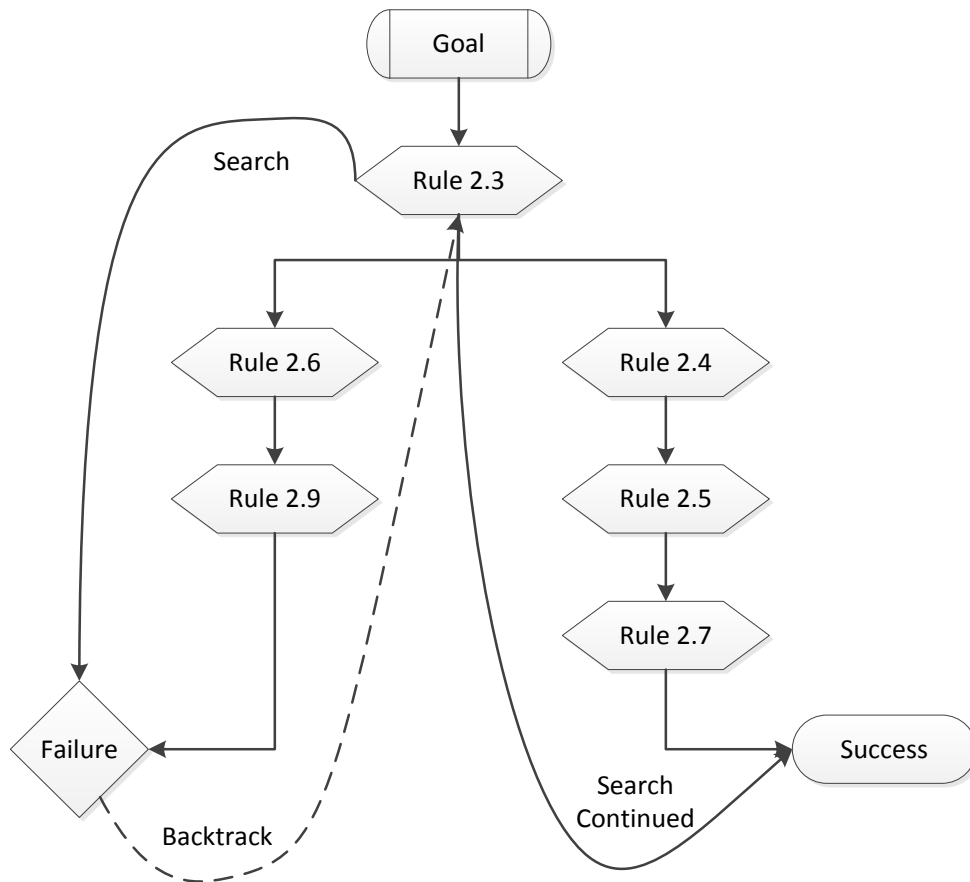 Goal
Search
Rule 2.3
Rule 2.6
Rule 2.4
Rule 2.9
Rule 2.5
Rule 2.7
Failure
Success
Search
Continued
Backtrack